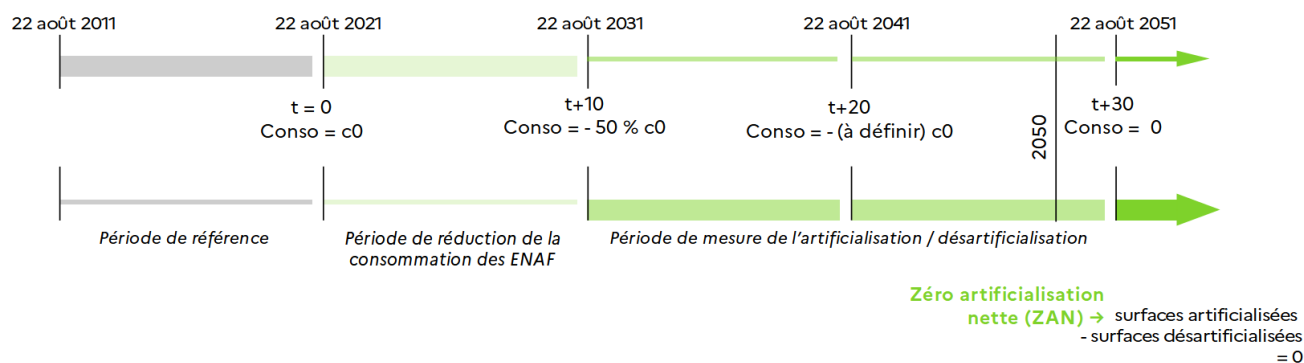 22 août 2011
22 août 2021
22 août 2031
22 août 2041
22 août 2051
t = 0
Conso = c0
t+10
Conso = - 50 % c0
t+20
Conso = - (à définir) c0
2050
t+30
Conso =  0
Période de référence
Période de réduction de la
consommation des ENAF
Période de mesure de l'artificialisation / désartificialisation
Zéro artificialisation
nette (ZAN) → surfaces artificialisées
- surfaces désartificialisées
= 0